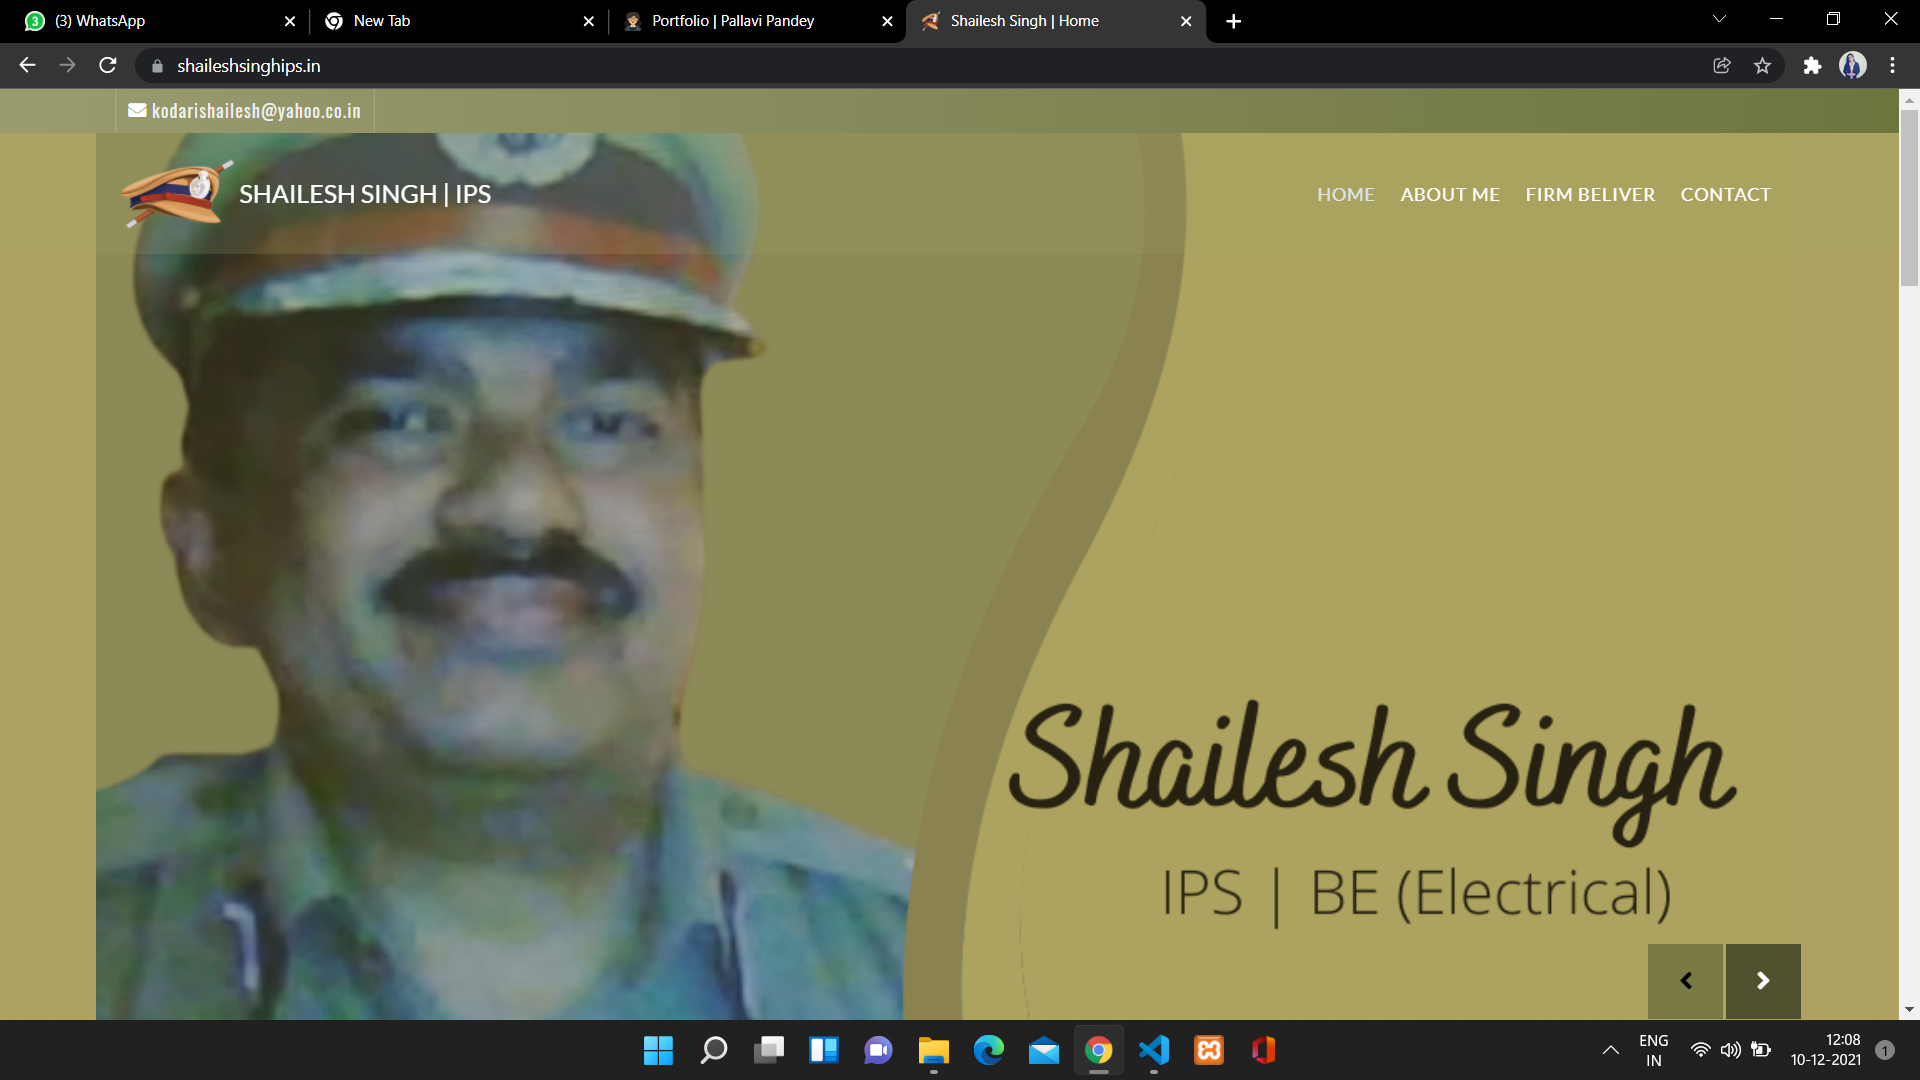 (3) WhatsApp
New Tab
Portfolio | Pallavi Pandey
Shailesh Singh | Home
shaileshsinghips.in
kodarishailesh@yahoo.co.in
SHAILESH SINGH | IPS
HOME
ABOUT ME
FIRM BELIVER
CONTACT
Shailesh Singh
IPS | BE (Electrical)
ENG
IN
12:08
10-12-2021
1